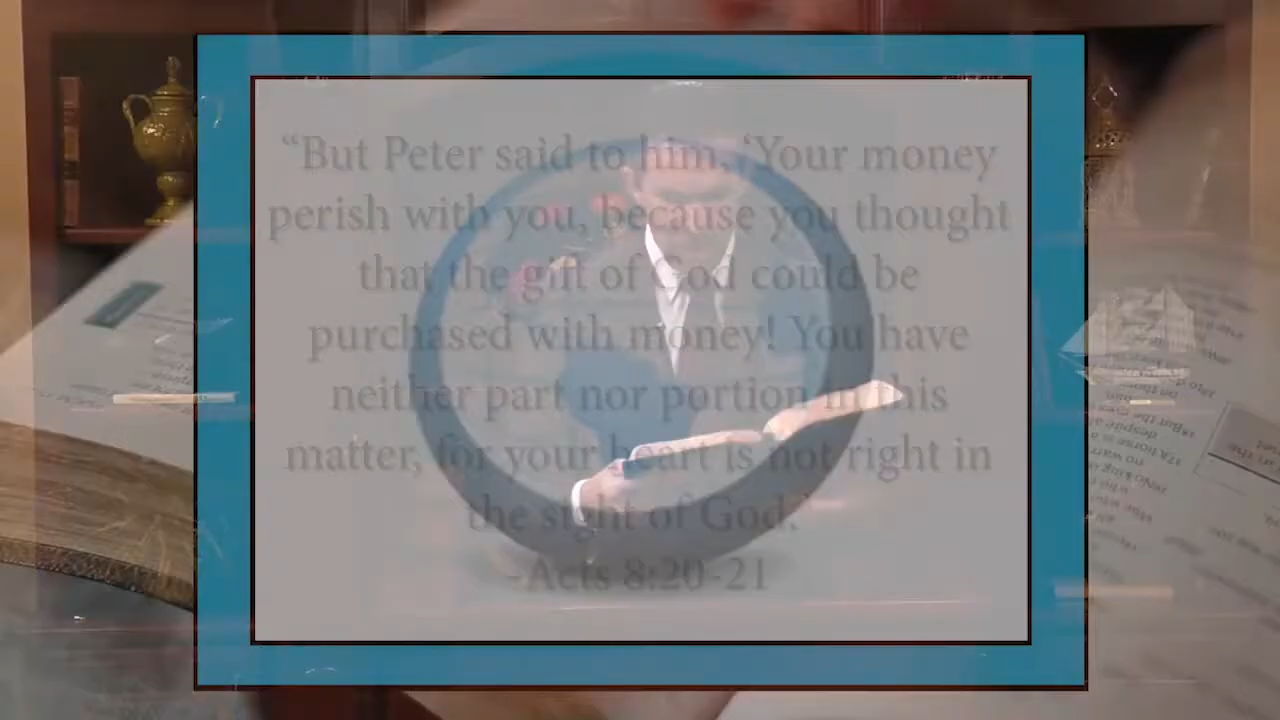 “But Peter said to him, ‘Your money
perish with you, because you thought
that the gift of God could be
purchased with money! You have
neither part nor portion in this
matter, for your heart is not right in
the sight of God.’
-Acts 8:20-21